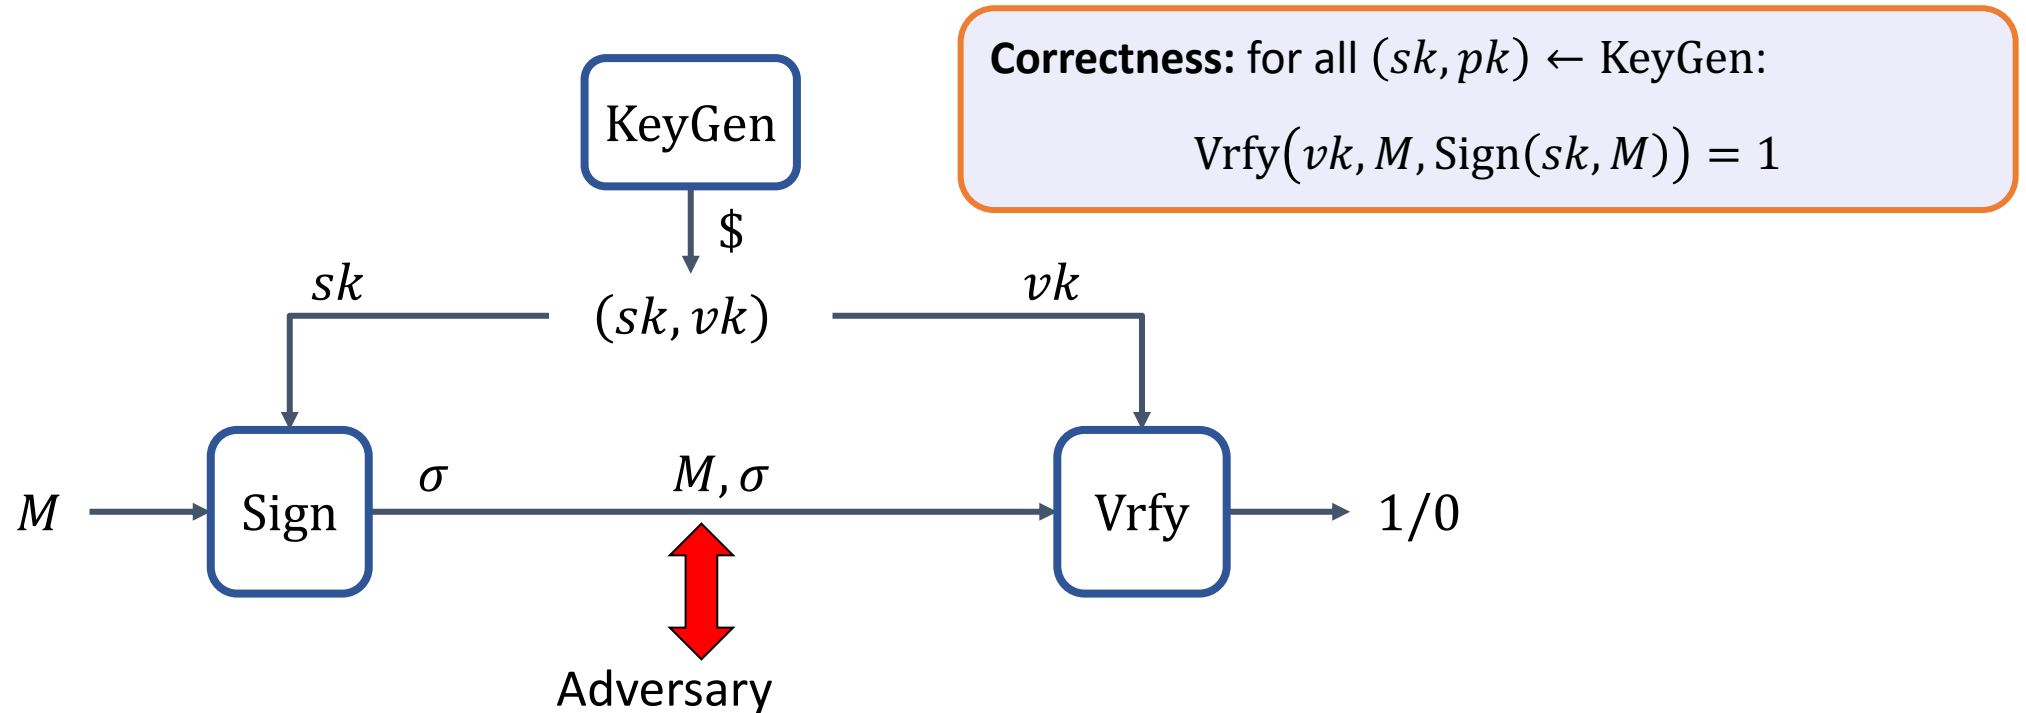 Correctness: for all (sk, pk) ← KeyGen:
Vrfy(vk, M, Sign(sk, M)) = 1
KeyGen
$
sk
(sk, vk)
vk
M
Sign
σ
M, σ
Vrfy
1/0
Adversary